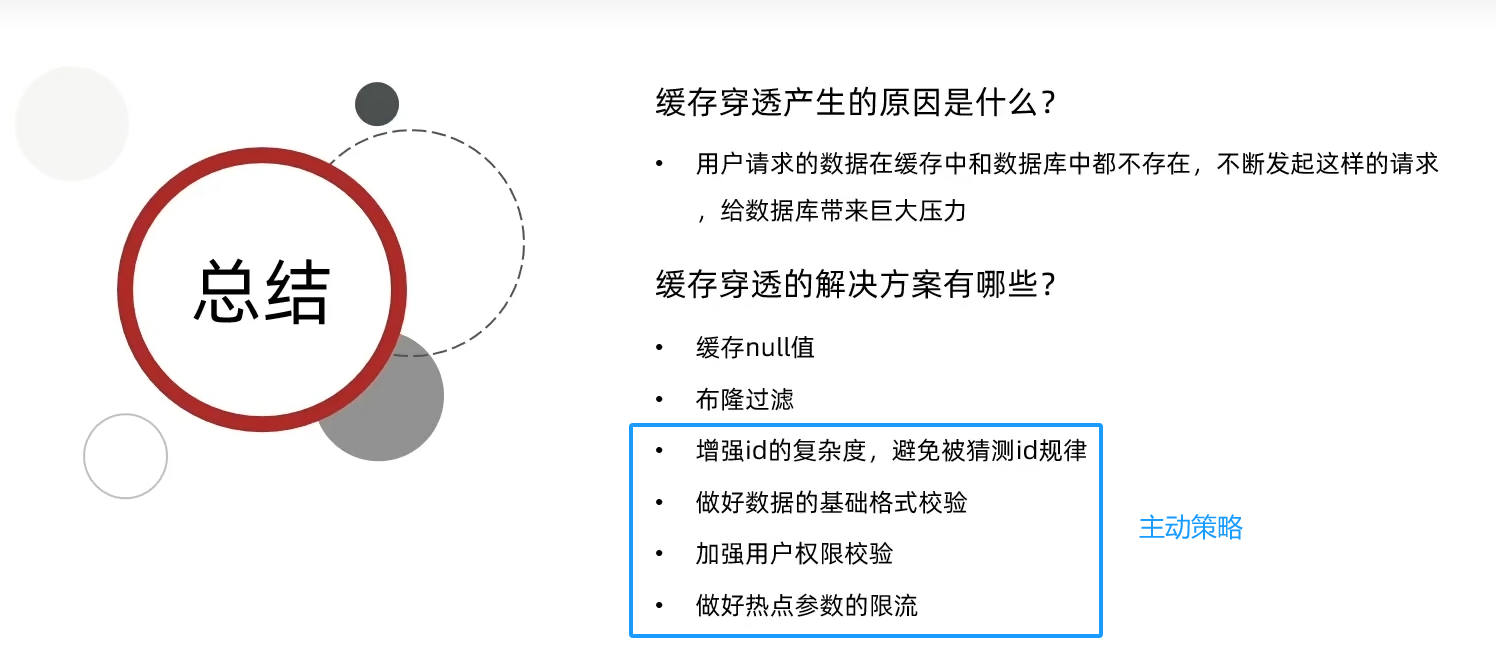 总结
缓存穿透产生的原因是什么？
• 用户请求的数据在缓存中和数据库中都不存在，不断发起这样的请求
，给数据库带来巨大压力
缓存穿透的解决方案有哪些？
• 缓存null值
• 布隆过滤
• 增强id的复杂度，避免被猜测id规律
• 做好数据的基础格式校验
• 加强用户权限校验
• 做好热点参数的限流
主动策略